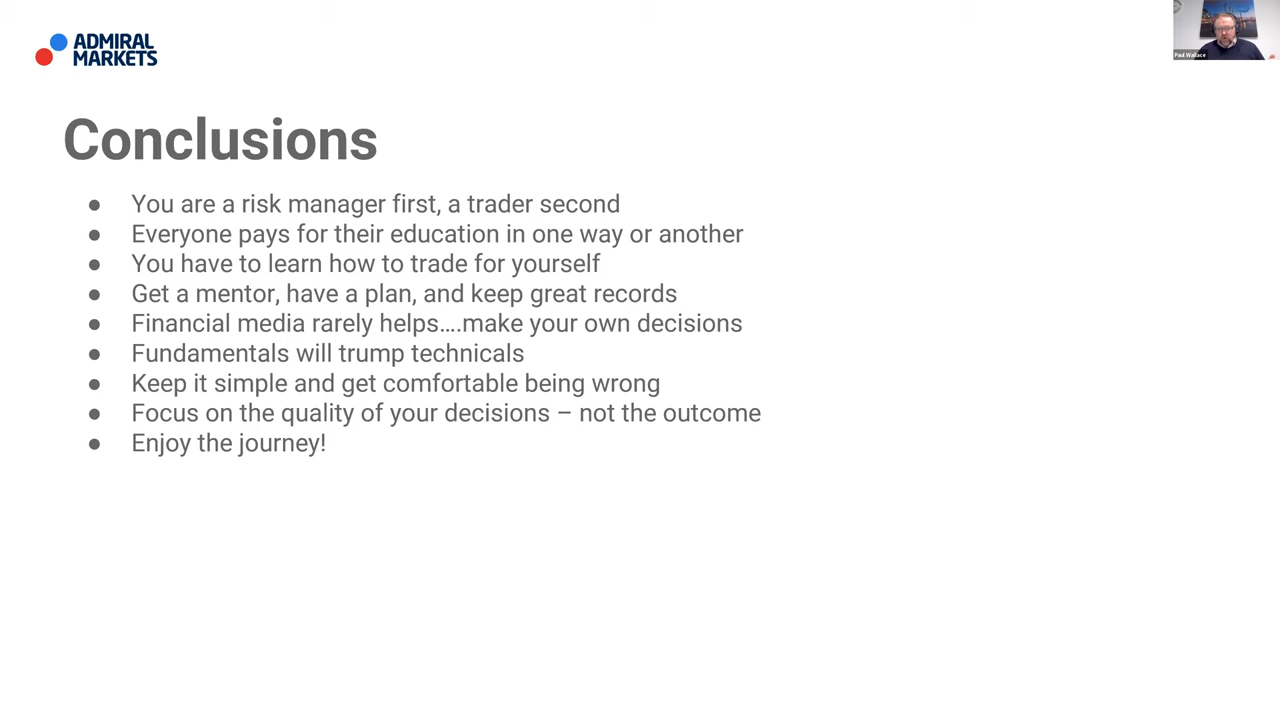 ADMIRAL
MARKETS
Paul Wallace
Conclusions
● You are a risk manager first, a trader second
● Everyone pays for their education in one way or another
● You have to learn how to trade for yourself
● Get a mentor, have a plan, and keep great records
● Financial media rarely helps....make your own decisions
● Fundamentals will trump technicals
● Keep it simple and get comfortable being wrong
● Focus on the quality of your decisions – not the outcome
● Enjoy the journey!